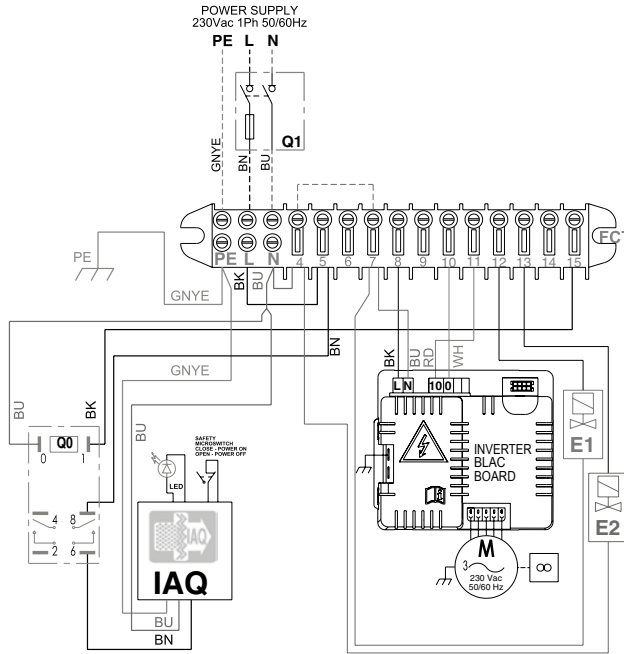 POWER SUPPLY
230Vac 1Ph 50/60Hz
PE L N
Q1
GNYE
BN
BU
PE L N 4 5 6 7 8 9 10 11 12 13 14 15
PE
GNYE
BK
BU
BN
GNYE
BU
BK
Q0
0 1
4 8
2 6
BU
SAFETY
MICROSWITCH
CLOSE - POWER ON
OPEN - POWER OFF
LED
IAQ
IAQ
BU
BN
BK
BU
RD
WH
L N 10 0
INVERTER
BLAC
BOARD
M
3
230 Vac
50/60 Hz
E1
E2